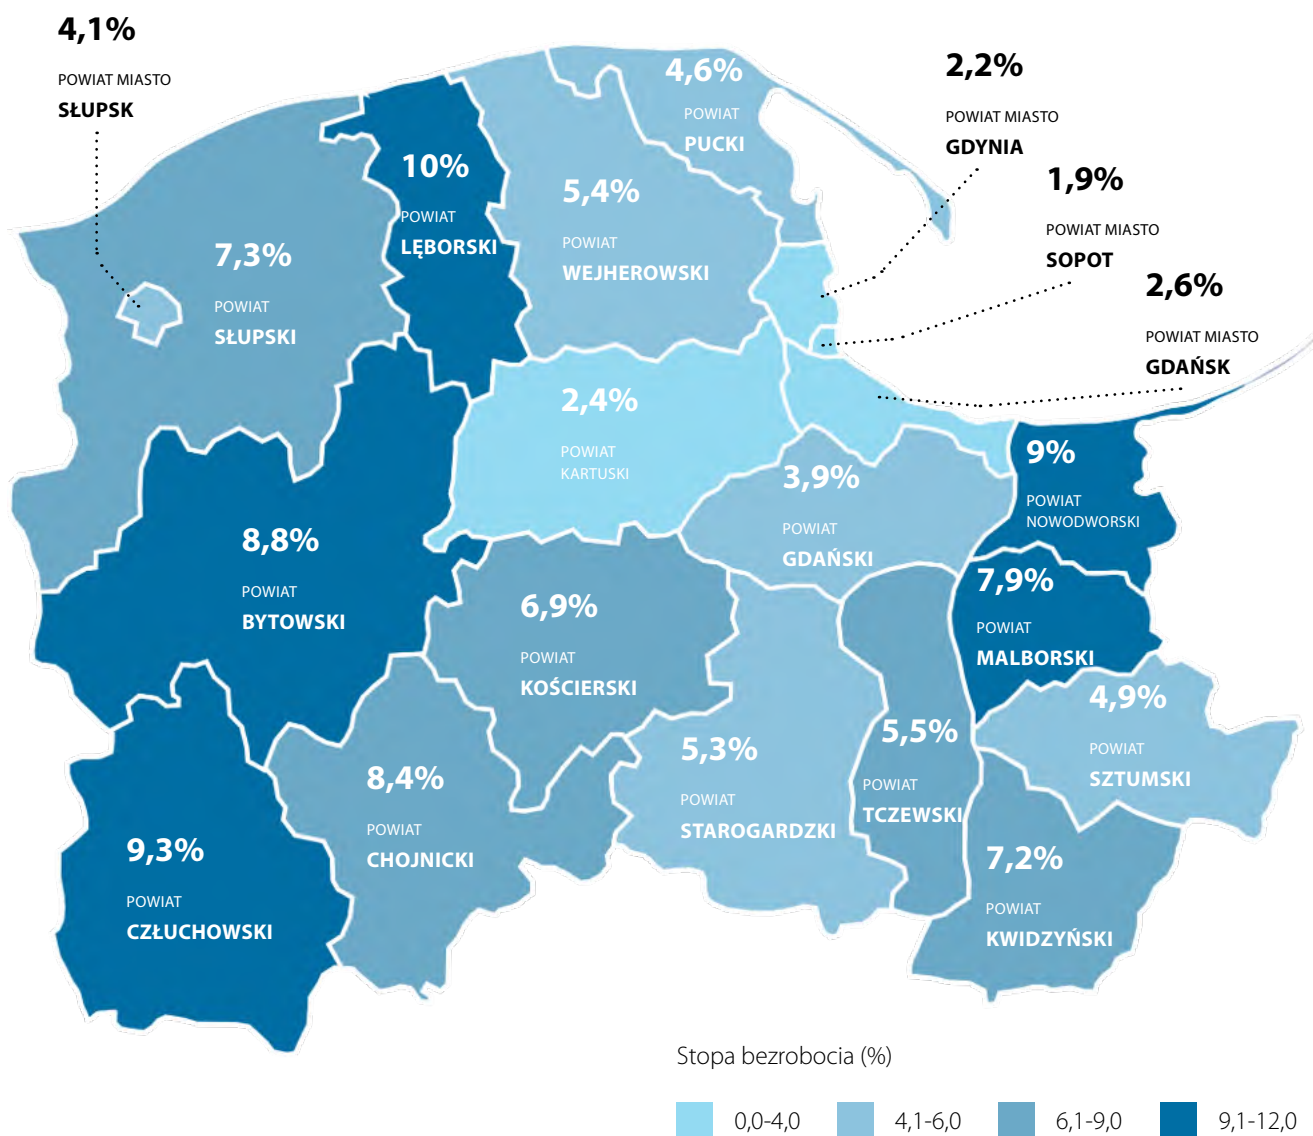 4,1%
POWIAT MIASTO
SŁUPSK
4,6%
POWIAT
PUCKI
2,2%
POWIAT MIASTO
GDYNIA
10%
POWIAT
LĘBORSKI
5,4%
POWIAT
WEJHEROWSKI
1,9%
POWIAT MIASTO
SOPOT
7,3%
POWIAT
SŁUPSKI
2,6%
POWIAT MIASTO
GDAŃSK
2,4%
POWIAT
KARTUSKI
3,9%
POWIAT
GDAŃSKI
9%
POWIAT
NOWODWORSKI
8,8%
POWIAT
BYTOWSKI
6,9%
POWIAT
KOŚCIERSKI
7,9%
POWIAT
MALBORSKI
4,9%
POWIAT
SZTUMSKI
5,3%
POWIAT
STAROGARDZKI
5,5%
POWIAT
TCZEWSKI
8,4%
POWIAT
CHOJNICKI
9,3%
POWIAT
CZŁUCHOWSKI
7,2%
POWIAT
KWIDZYŃSKI
Stopa bezrobocia (%)
0,0-4,0
4,1-6,0
6,1-9,0
9,1-12,0